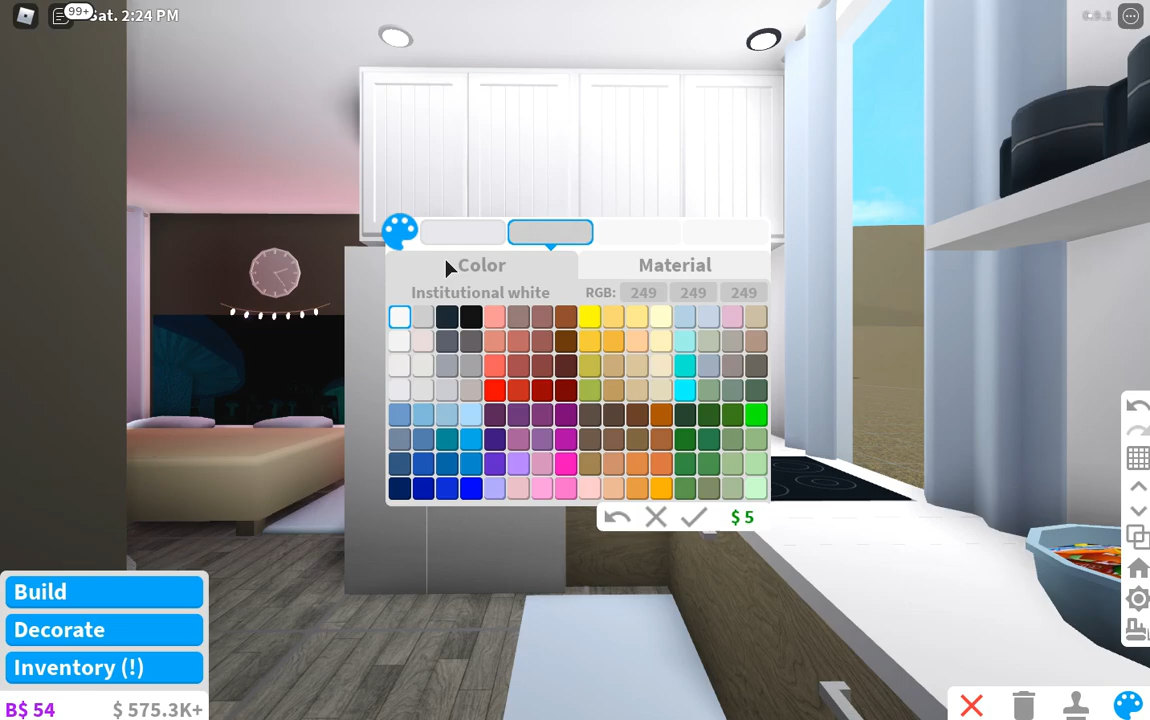 99+
Sat. 2:24 PM
Color
Material
Institutional white
RGB: 249 249 249
$ 5
Build
Decorate
Inventory (!)
B$ 54
$ 575.3K+